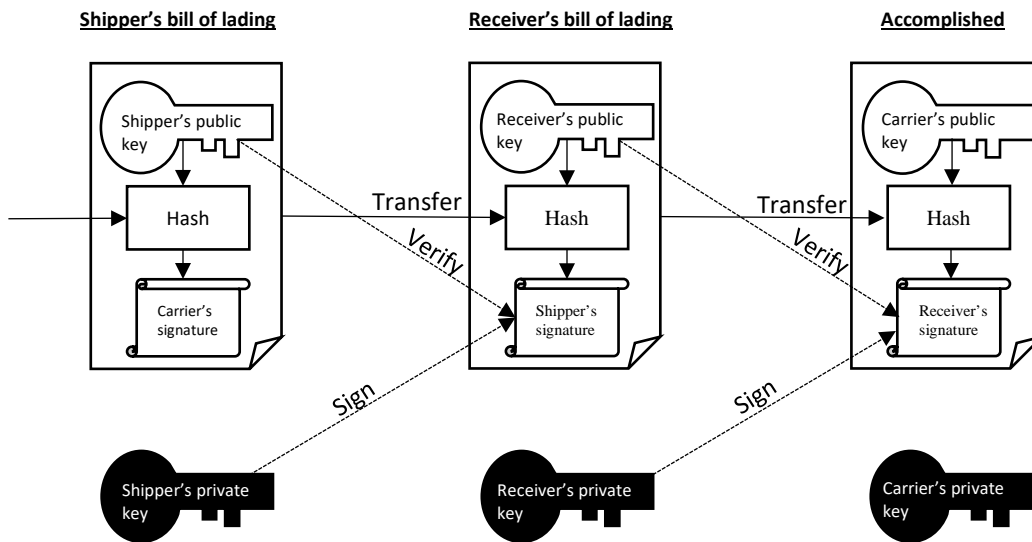 Shipper's bill of lading
Receiver's bill of lading
Accomplished
Shipper's public
key
Receiver's public
key
Carrier's public
key
Transfer
Transfer
Hash
Hash
Hash
Verify
Verify
Carrier's
signature
Shipper's
signature
Receiver's
signature
Sign
Sign
Shipper's private
key
Receiver's private
key
Carrier's private
key